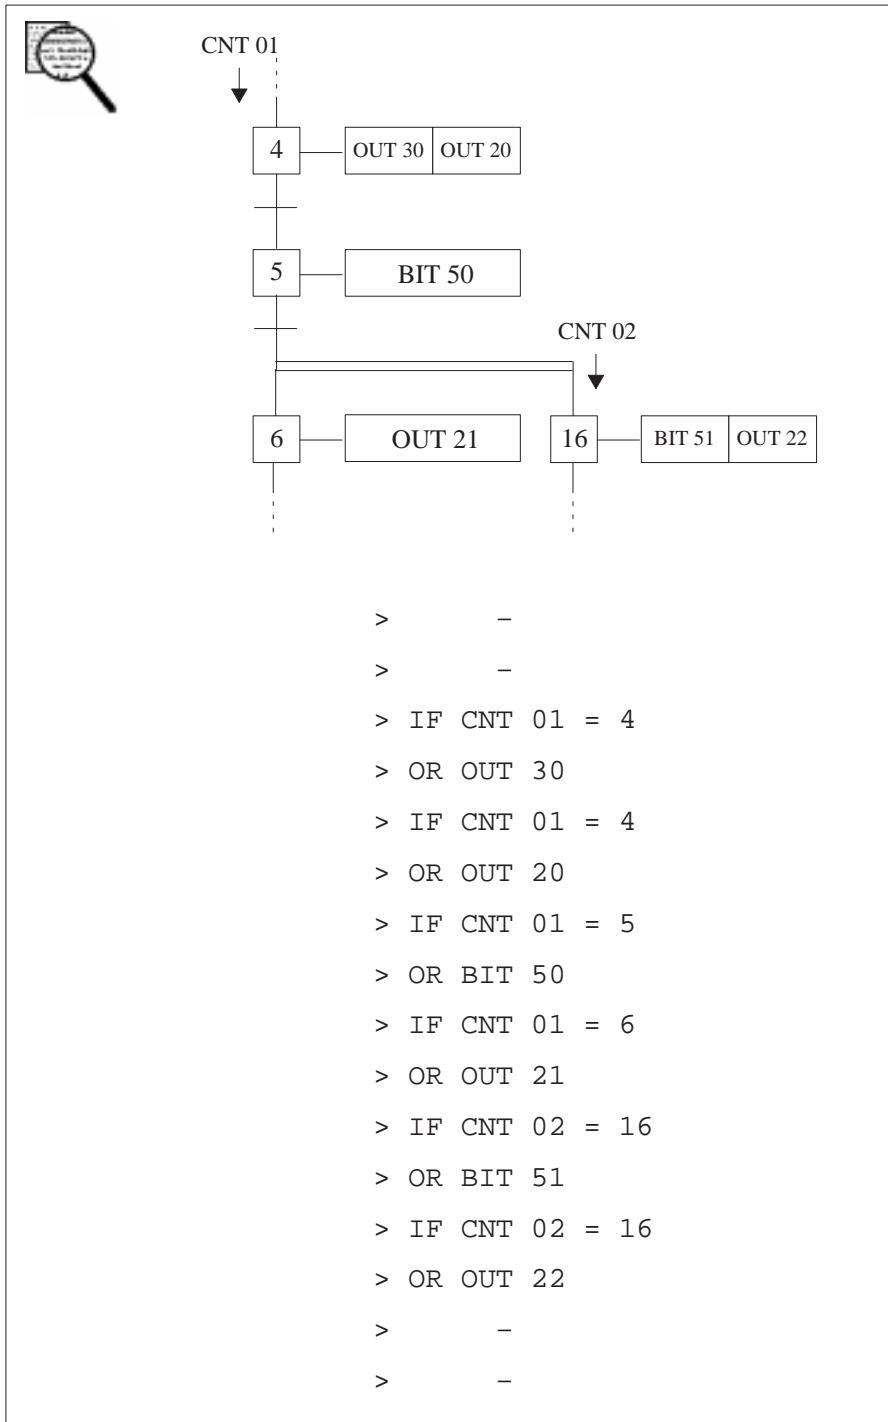 CNT 01
4 OUT 30 OUT 20
5 BIT 50
CNT 02
6 OUT 21 16 BIT 51 OUT 22
> –
> –
> IF CNT 01 = 4
> OR OUT 30
> IF CNT 01 = 4
> OR OUT 20
> IF CNT 01 = 5
> OR BIT 50
> IF CNT 01 = 6
> OR OUT 21
> IF CNT 02 = 16
> OR BIT 51
> IF CNT 02 = 16
> OR OUT 22
> –
> –